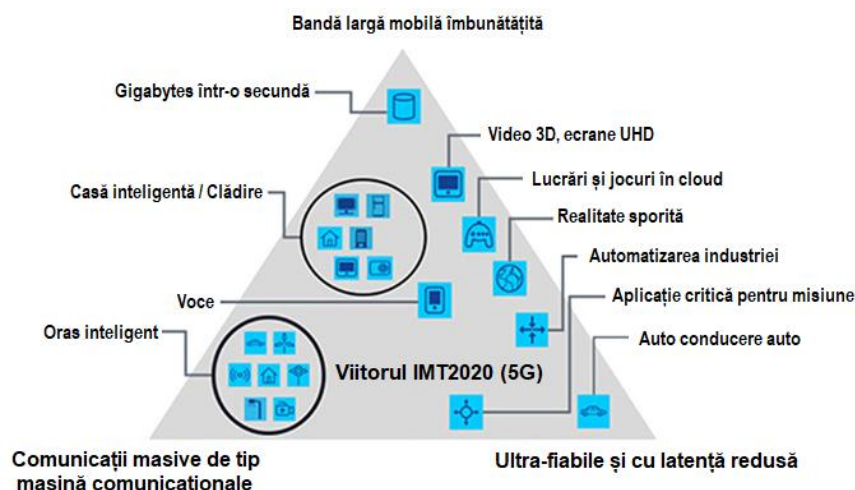 Bandă largă mobilă îmbunătățită
Gigabytes într-o secundă
Video 3D, ecrane UHD
Casă inteligentă / Clădire
Lucrări și jocuri în cloud
Realitate sporită
Automatizarea industriei
Voce
Aplicație critică pentru misiune
Oras inteligent
Auto conducere auto
Viitorul IMT2020 (5G)
Comunicații masive de tip
mașină comunicaționale
Ultra-fiabile și cu latență redusă